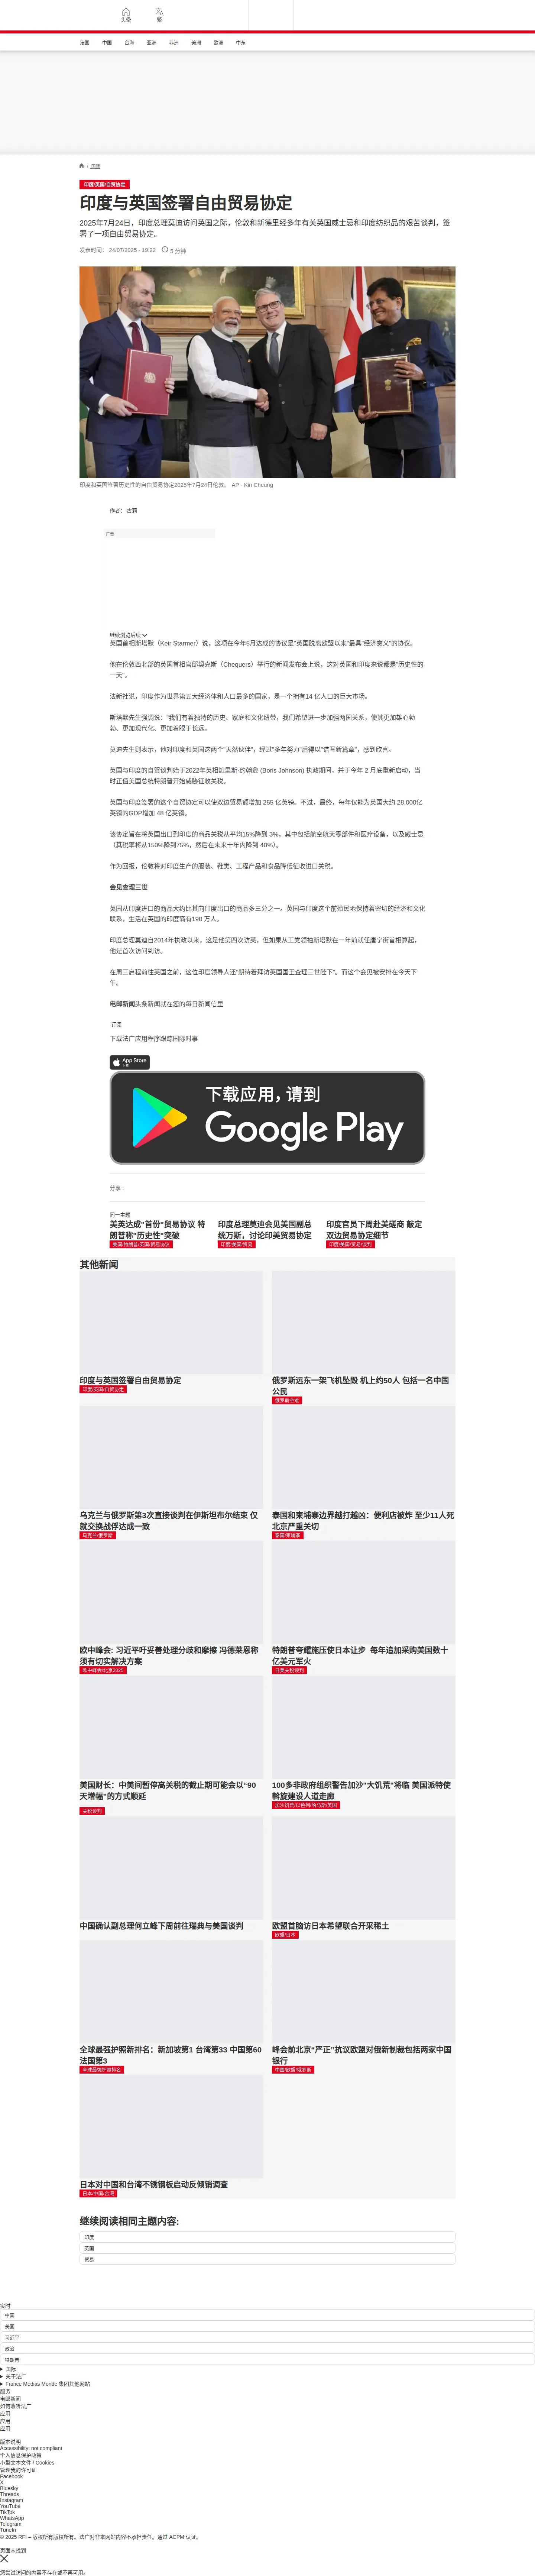 头条
繁
法国 中国 台海 亚洲 非洲 美洲 欧洲 中东
/ 国际
印度/英国/自贸协定
印度与英国签署自由贸易协定
2025年7月24日，印度总理莫迪访问英国之际，伦敦和新德里经多年有关英国威士忌和印度纺织品的艰苦谈判，签
署了一项自由贸易协定。
发表时间： 24/07/2025 - 19:22 5 分钟
印度和英国签署历史性的自由贸易协定2025年7月24日伦敦。 AP - Kin Cheung
作者： 古莉
广告
继续浏览后续
英国首相斯塔默（Keir Starmer）说，这项在今年5月达成的协议是"英国脱离欧盟以来"最具"经济意义"的协议。
他在伦敦西北部的英国首相官邸契克斯（Chequers）举行的新闻发布会上说，这对英国和印度来说都是"历史性的
一天"。
法新社说，印度作为世界第五大经济体和人口最多的国家，是一个拥有14 亿人口的巨大市场。
斯塔默先生强调说："我们有着独特的历史、家庭和文化纽带，我们希望进一步加强两国关系，使其更加雄心勃
勃、更加现代化、更加着眼于长远。
莫迪先生则表示，他对印度和英国这两个"天然伙伴"，经过"多年努力"后得以"谱写新篇章"，感到欣喜。
英国与印度的自贸谈判始于2022年英相鲍里斯·约翰逊 (Boris Johnson) 执政期间，并于今年 2 月底重新启动，当
时正值美国总统特朗普开始威胁征收关税。
英国与印度签署的这个自贸协定可以使双边贸易额增加 255 亿英镑。不过，最终，每年仅能为英国大约 28,000亿
英镑的GDP增加 48 亿英镑。
该协定旨在将英国出口到印度的商品关税从平均15%降到 3%，其中包括航空航天零部件和医疗设备，以及威士忌
（其税率将从150%降到75%，然后在未来十年内降到 40%）。
作为回报，伦敦将对印度生产的服装、鞋类、工程产品和食品降低征收进口关税。
会见查理三世
英国从印度进口的商品大约比其向印度出口的商品多三分之一。英国与印度这个前殖民地保持着密切的经济和文化
联系，生活在英国的印度裔有190 万人。
印度总理莫迪自2014年执政以来，这是他第四次访英，但如果从工党领袖斯塔默在一年前就任唐宁街首相算起，
他是首次访问到访。
在周三启程前往英国之前，这位印度领导人还"期待着拜访英国国王查理三世陛下"。而这个会见被安排在今天下
午。
电邮新闻头条新闻就在您的每日新闻信里
订阅
下载法广应用程序跟踪国际时事
App Store
下载
下载应用，请到
Google Play
分享 :
同一主题
美英达成"首份"贸易协议 特
朗普称"历史性"突破
美国/特朗普/英国/贸易协议
印度总理莫迪会见美国副总
统万斯，讨论印美贸易协定
印度/美国/贸易
印度官员下周赴美磋商 敲定
双边贸易协定细节
印度/美国/贸易/谈判
其他新闻
印度与英国签署自由贸易协定
印度/英国/自贸协定
俄罗斯远东一架飞机坠毁 机上约50人 包括一名中国
公民
俄罗斯空难
乌克兰与俄罗斯第3次直接谈判在伊斯坦布尔结束 仅
就交换战俘达成一致
乌克兰/俄罗斯
泰国和柬埔寨边界越打越凶：便利店被炸 至少11人死
北京严重关切
泰国/柬埔寨
欧中峰会: 习近平吁妥善处理分歧和摩擦 冯德莱恩称
须有切实解决方案
欧中峰会/北京2025
特朗普夸耀施压使日本让步 每年追加采购美国数十
亿美元军火
日美关税谈判
美国财长：中美间暂停高关税的截止期可能会以"90
天增幅"的方式顺延
关税谈判
100多非政府组织警告加沙"大饥荒"将临 美国派特使
斡旋建设人道走廊
加沙饥荒/以色列/哈马斯/美国
中国确认副总理何立峰下周前往瑞典与美国谈判
欧盟首脑访日本希望联合开采稀土
欧盟/日本
全球最强护照新排名：新加坡第1 台湾第33 中国第60
法国第3
全球最强护照排名
峰会前北京"严正"抗议欧盟对俄新制裁包括两家中国
银行
中国/欧盟/俄罗斯
日本对中国和台湾不锈钢板启动反倾销调查
日本/中国/台湾
继续阅读相同主题内容:
印度
英国
贸易
实时
中国
美国
习近平
政治
特朗普
国际
关于法广
France Médias Monde 集团其他网站
服务
电邮新闻
如何收听法广
应用
应用
应用
版本说明
Accessibility: not compliant
个人信息保护政策
小型文本文件 / Cookies
管理我的许可证
Facebook
X
Bluesky
Threads
Instagram
YouTube
TikTok
WhatsApp
Telegram
TuneIn
© 2025 RFI – 版权所有版权所有。法广对非本网站内容不承担责任。通过 ACPM 认证。
页面未找到
您尝试访问的内容不存在或不再可用。